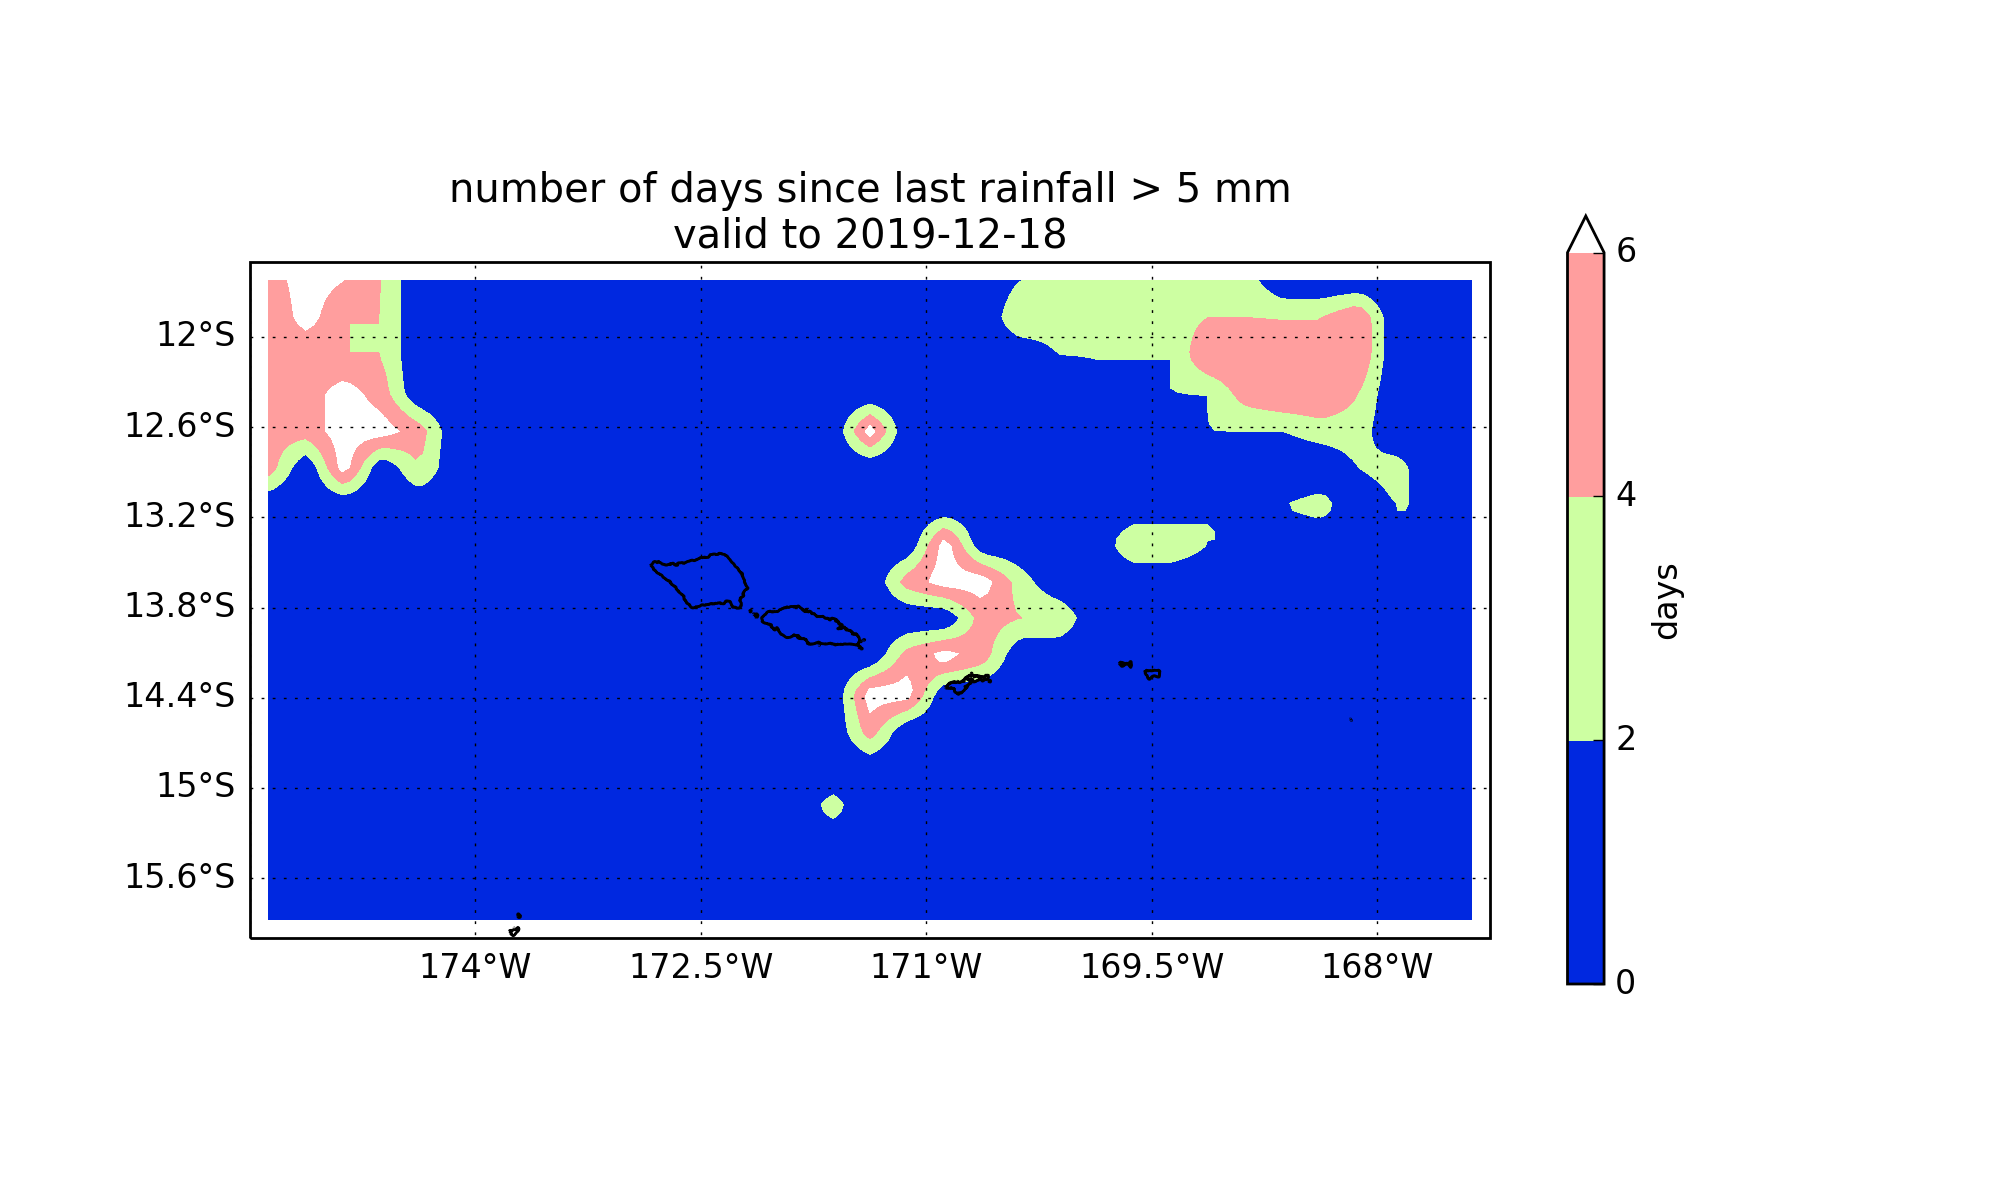 number of days since last rainfall > 5 mm
valid to 2019-12-18
12°S
12.6°S
13.2°S
13.8°S
14.4°S
15°S
15.6°S
174°W
172.5°W
171°W
169.5°W
168°W
6
4
2
0
days